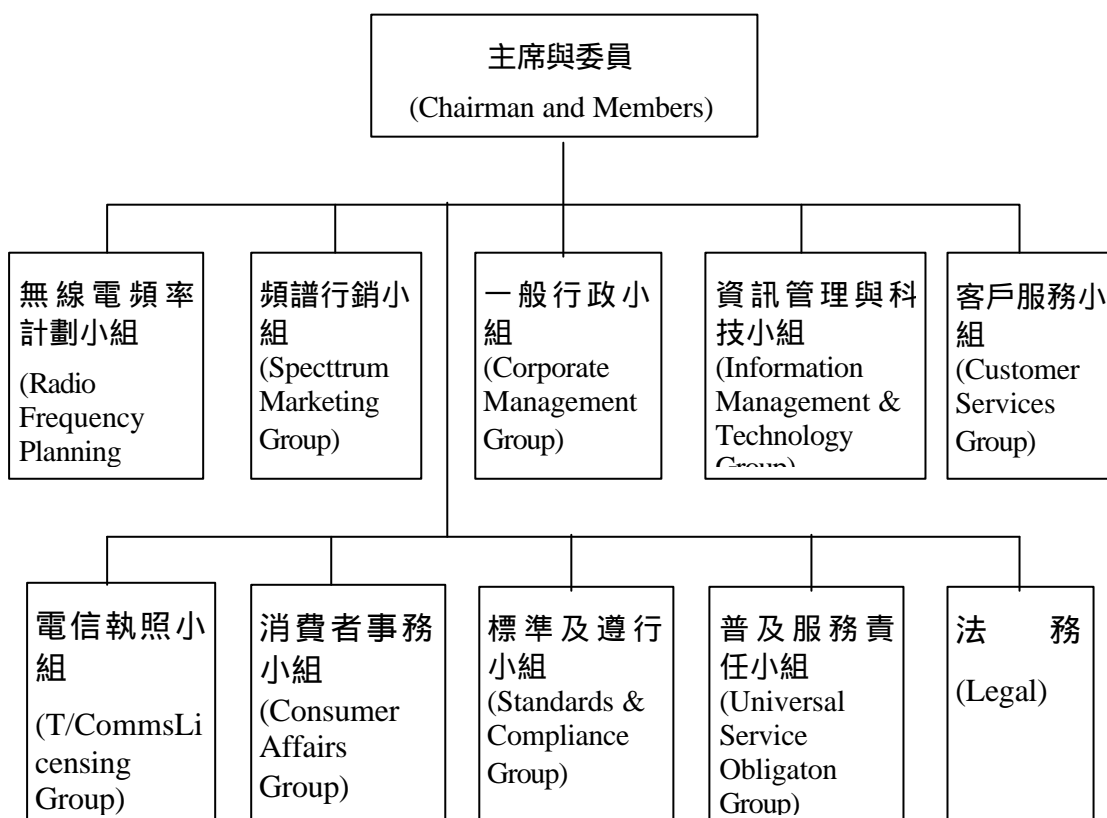 主席與委員
(Chairman and Members)
無線電頻率
計劃小組
(Radio
Frequency
Planning
頻譜行銷小
組
(Specttrum
Marketing
Group)
一般行政小
組
(Corporate
Management
Group)
資訊管理與科
技小組
(Information
Management &
Technology
Group)
客戶服務小
組
(Customer
Services
Group)
電信執照小
組
(T/CommsLi
censing
Group)
消費者事務
小組
(Consumer
Affairs
Group)
標準及遵行
小組
(Standards &
Compliance
Group)
普及服務責
任小組
(Universal
Service
Obligaton
Group)
法 務
(Legal)